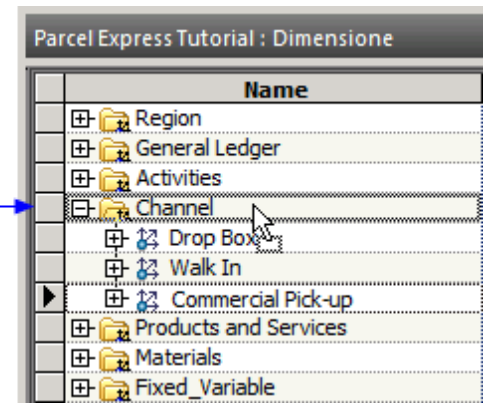 Parcel Express Tutorial : Dimensione
Name
Region
General Ledger
Activities
Channel
Drop Box
Walk In
Commercial Pick-up
Products and Services
Materials
Fixed_Variable